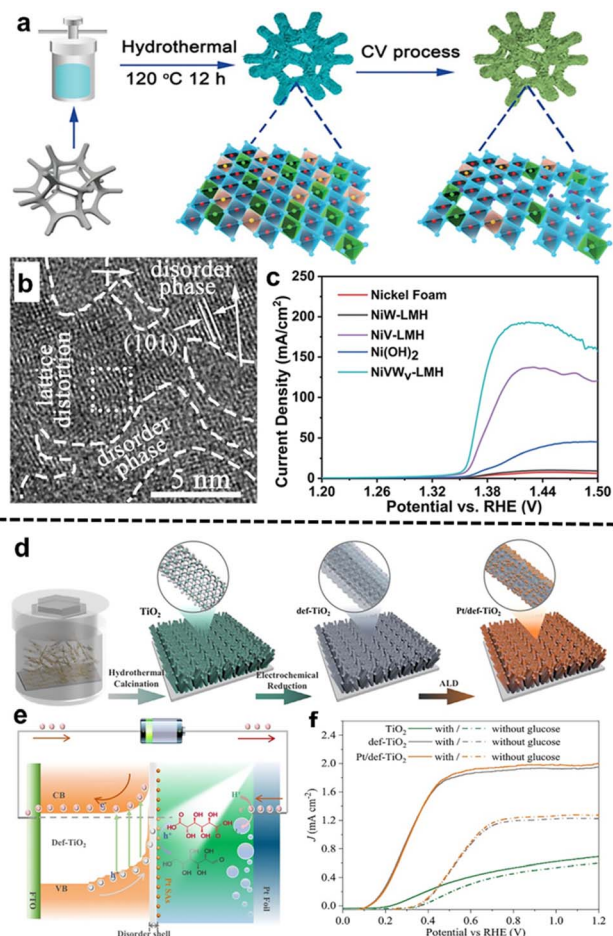 a
Hydrothermal
120 °C 12 h
CV process
b
disorder
phase
(101)
lattice
distortion
disorder
phase
5 nm
c
Current Density (mA/cm²)
250
200
150
100
50
0
Nickel Foam
NiW-LMH
NiV-LMH
Ni(OH)₂
NiVWᵥ-LMH
1.20 1.26 1.32 1.38 1.44 1.50
Potential vs. RHE (V)
d
TiO₂
def-TiO₂
Pt/def-TiO₂
Hydrothermal
Calcination
Electrochemical
Reduction
ALD
e
CB
Def-TiO₂
VB
FTO
h⁺
h⁺
H⁺
Pt SAs
Pt Foil
Disorder shell
HO
OH OH
OH
f
J (mA cm⁻²)
2.4
2.0
1.6
1.2
0.8
0.4
0.0
TiO₂ with / without glucose
def-TiO₂ with / without glucose
Pt/def-TiO₂ with / without glucose
0.0 0.2 0.4 0.6 0.8 1.0 1.2
Potential vs RHE (V)